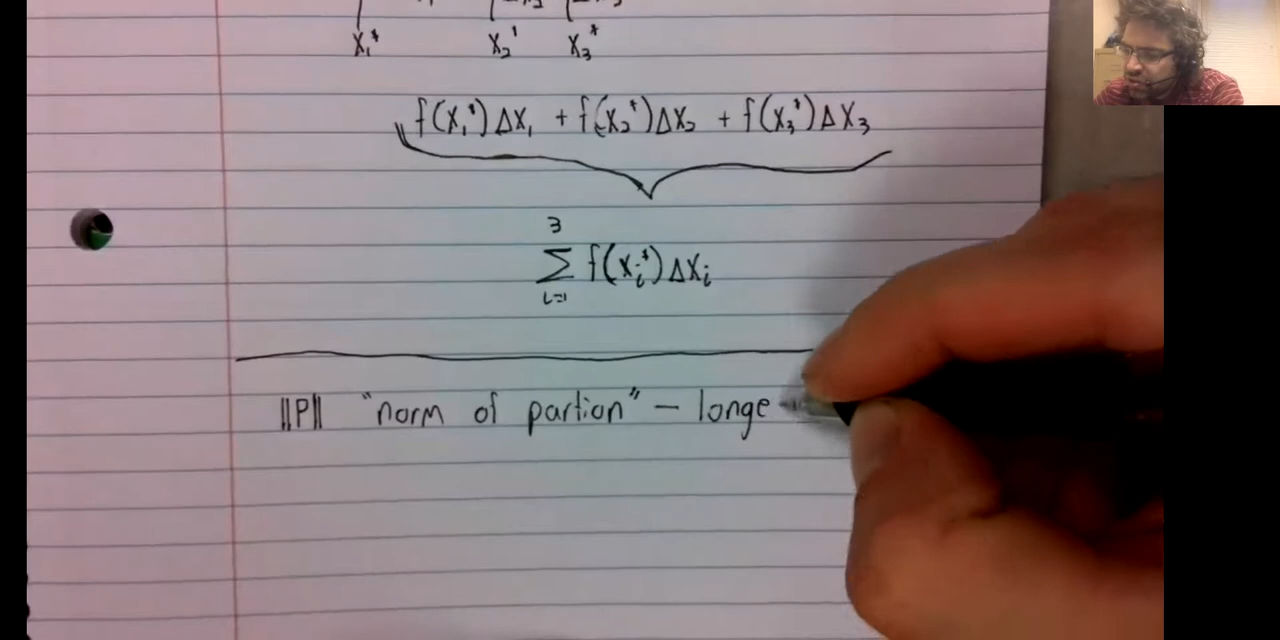 x₁* x₂' x₃*
f(x₁*)Δx₁ + f(x₂*)Δx₂ + f(x₃*)Δx₃
3
Σ f(xᵢ*)Δxᵢ
i=1
||P|| "norm of partion" – longe